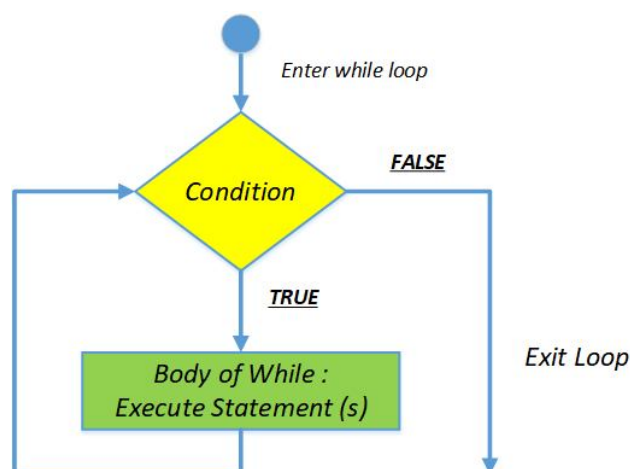 Enter while loop
FALSE
Condition
TRUE
Body of While :
Execute Statement (s)
Exit Loop